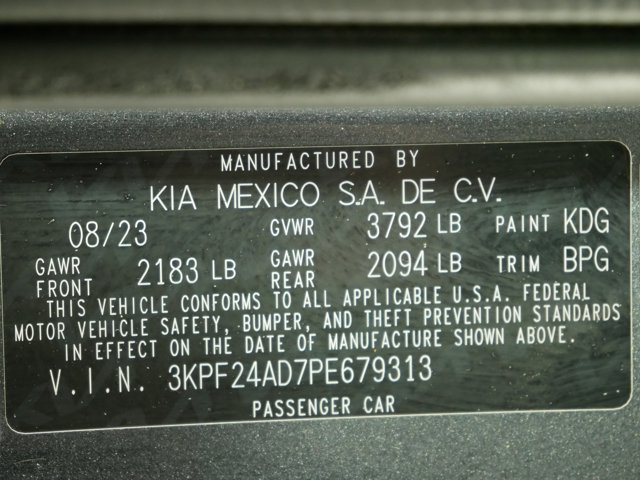 MANUFACTURED BY
KIA MEXICO S.A. DE C.V.
08/23 GVWR 3792 LB PAINT KDG
GAWR FRONT 2183 LB GAWR REAR 2094 LB TRIM BPG
THIS VEHICLE CONFORMS TO ALL APPLICABLE U.S.A. FEDERAL
MOTOR VEHICLE SAFETY, BUMPER, AND THEFT PREVENTION STANDARDS
IN EFFECT ON THE DATE OF MANUFACTURE SHOWN ABOVE.
V.I.N. 3KPF24AD7PE679313
PASSENGER CAR